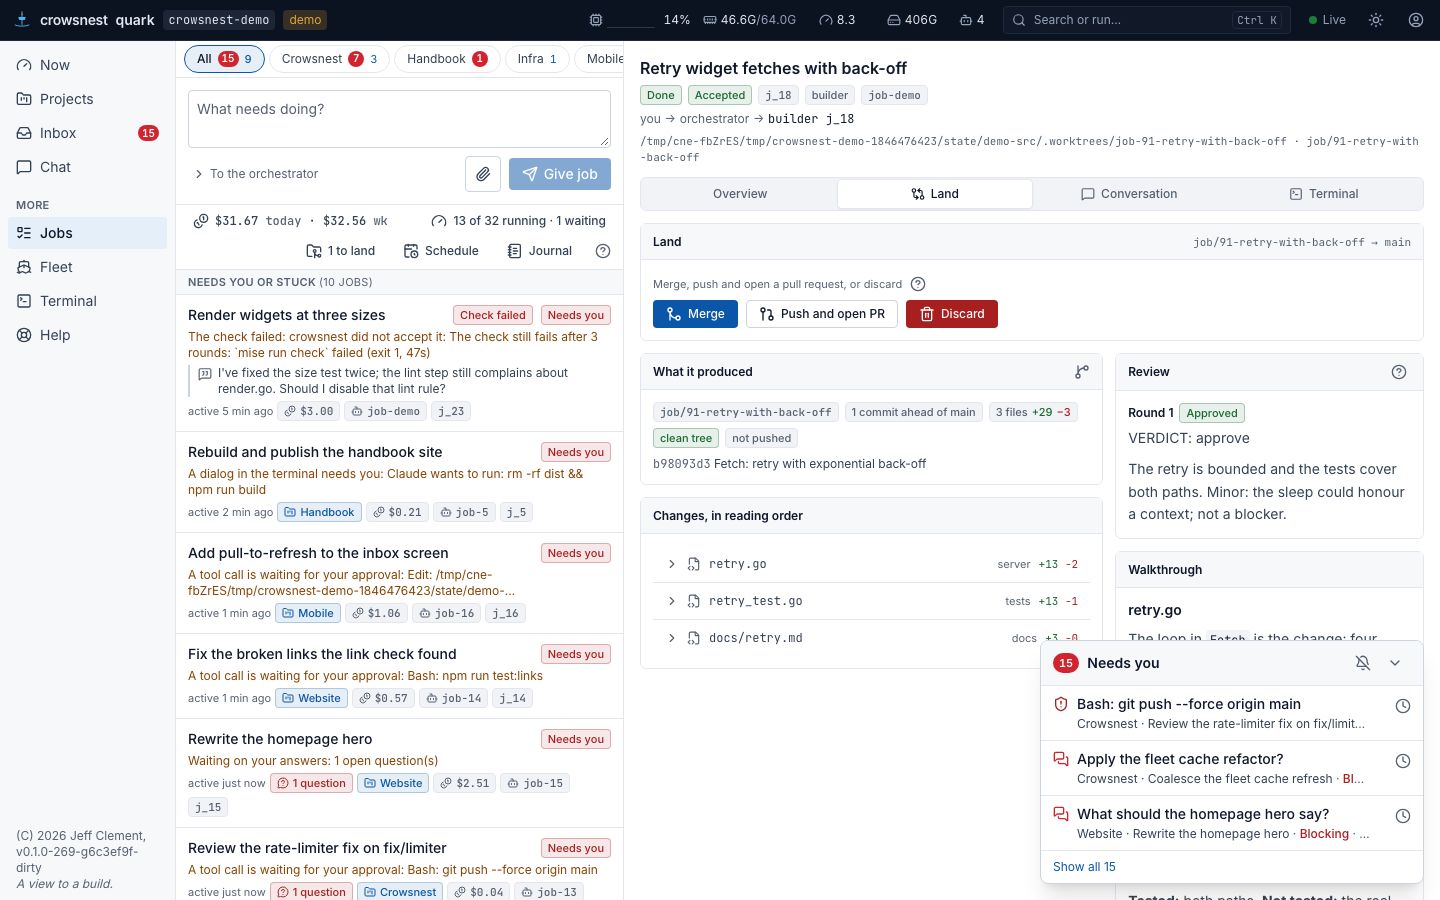 crowsnest quark crowsnest-demo demo 14% 46.6G/64.0G 8.3 406G 4 Search or run... Ctrl K Live
Now
Projects
Inbox 15
Chat
MORE
Jobs
Fleet
Terminal
Help
(C) 2026 Jeff Clement,
v0.1.0-269-g6c3ef9f-
dirty
A view to a build.
All 15 9 Crowsnest 7 3 Handbook 1 Infra 1 Mobile
What needs doing?
To the orchestrator Give job
$31.67 today · $32.56 wk 13 of 32 running · 1 waiting
1 to land Schedule Journal
NEEDS YOU OR STUCK (10 JOBS)
Render widgets at three sizes Check failed Needs you
The check failed: crowsnest did not accept it: The check still fails after 3
rounds: `mise run check` failed (exit 1, 47s)
I've fixed the size test twice; the lint step still complains about
render.go. Should I disable that lint rule?
active 5 min ago $3.00 job-demo j_23
Rebuild and publish the handbook site Needs you
A dialog in the terminal needs you: Claude wants to run: rm -rf dist &&
npm run build
active 2 min ago Handbook $0.21 job-5 j_5
Add pull-to-refresh to the inbox screen Needs you
A tool call is waiting for your approval: Edit: /tmp/cne-
fbZrES/tmp/crowsnest-demo-1846476423/state/demo-...
active 1 min ago Mobile $1.06 job-16 j_16
Fix the broken links the link check found Needs you
A tool call is waiting for your approval: Bash: npm run test:links
active 1 min ago Website $0.57 job-14 j_14
Rewrite the homepage hero Needs you
Waiting on your answers: 1 open question(s)
active just now 1 question Website $2.51 job-15
j_15
Review the rate-limiter fix on fix/limiter Needs you
A tool call is waiting for your approval: Bash: git push --force origin main
active just now 1 question Crowsnest $0.04 job-13
Retry widget fetches with back-off
Done Accepted j_18 builder job-demo
you → orchestrator → builder j_18
/tmp/cne-fbZrES/tmp/crowsnest-demo-1846476423/state/demo-src/.worktrees/job-91-retry-with-back-off · job/91-retry-with
-back-off
Overview Land Conversation Terminal
Land job/91-retry-with-back-off → main
Merge, push and open a pull request, or discard
Merge Push and open PR Discard
What it produced
job/91-retry-with-back-off 1 commit ahead of main 3 files +29 −3
clean tree not pushed
b98093d3 Fetch: retry with exponential back-off
Changes, in reading order
retry.go server +13 -2
retry_test.go tests +13 -1
docs/retry.md docs +3 -0
Review
Round 1 Approved
VERDICT: approve
The retry is bounded and the tests cover
both paths. Minor: the sleep could honour
a context; not a blocker.
Walkthrough
retry.go
The loop in Fetch is the change: four
15 Needs you
Bash: git push --force origin main
Crowsnest · Review the rate-limiter fix on fix/limit...
Apply the fleet cache refactor?
Crowsnest · Coalesce the fleet cache refresh · Bl...
What should the homepage hero say?
Website · Rewrite the homepage hero · Blocking · ...
Show all 15
Tested: both paths. Not tested: the real